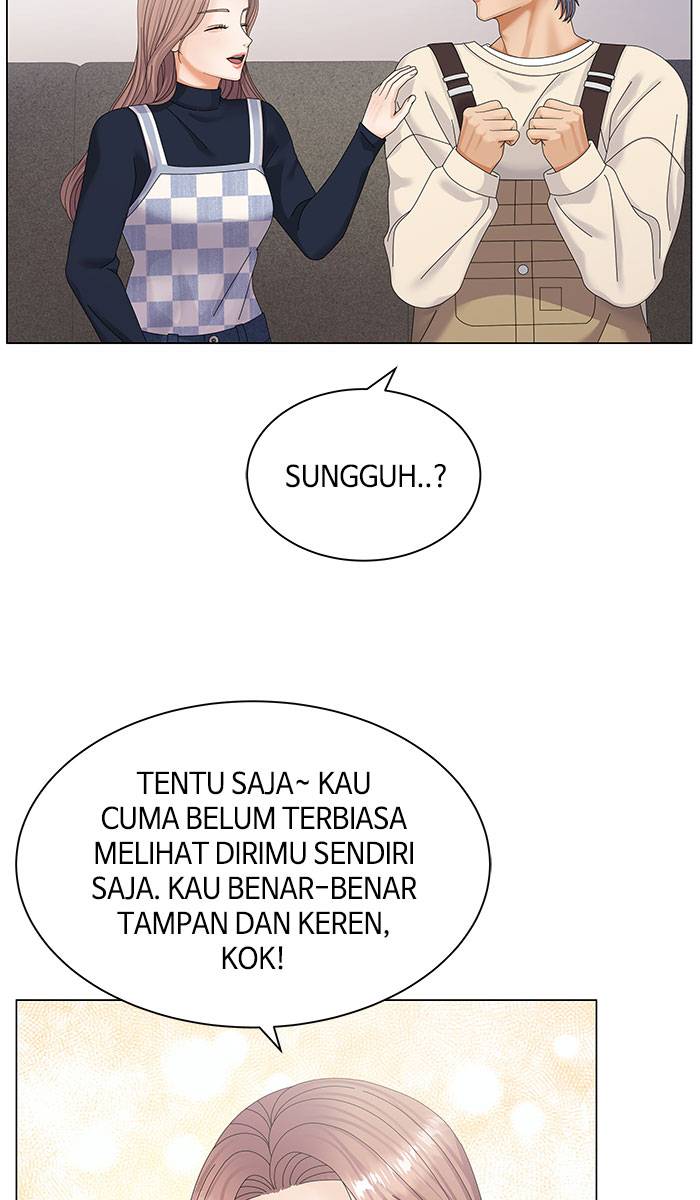 SUNGGUH..?
TENTU SAJA~ KAU
CUMA BELUM TERBIASA
MELIHAT DIRIMU SENDIRI
SAJA. KAU BENAR-BENAR
TAMPAN DAN KEREN,
KOK!